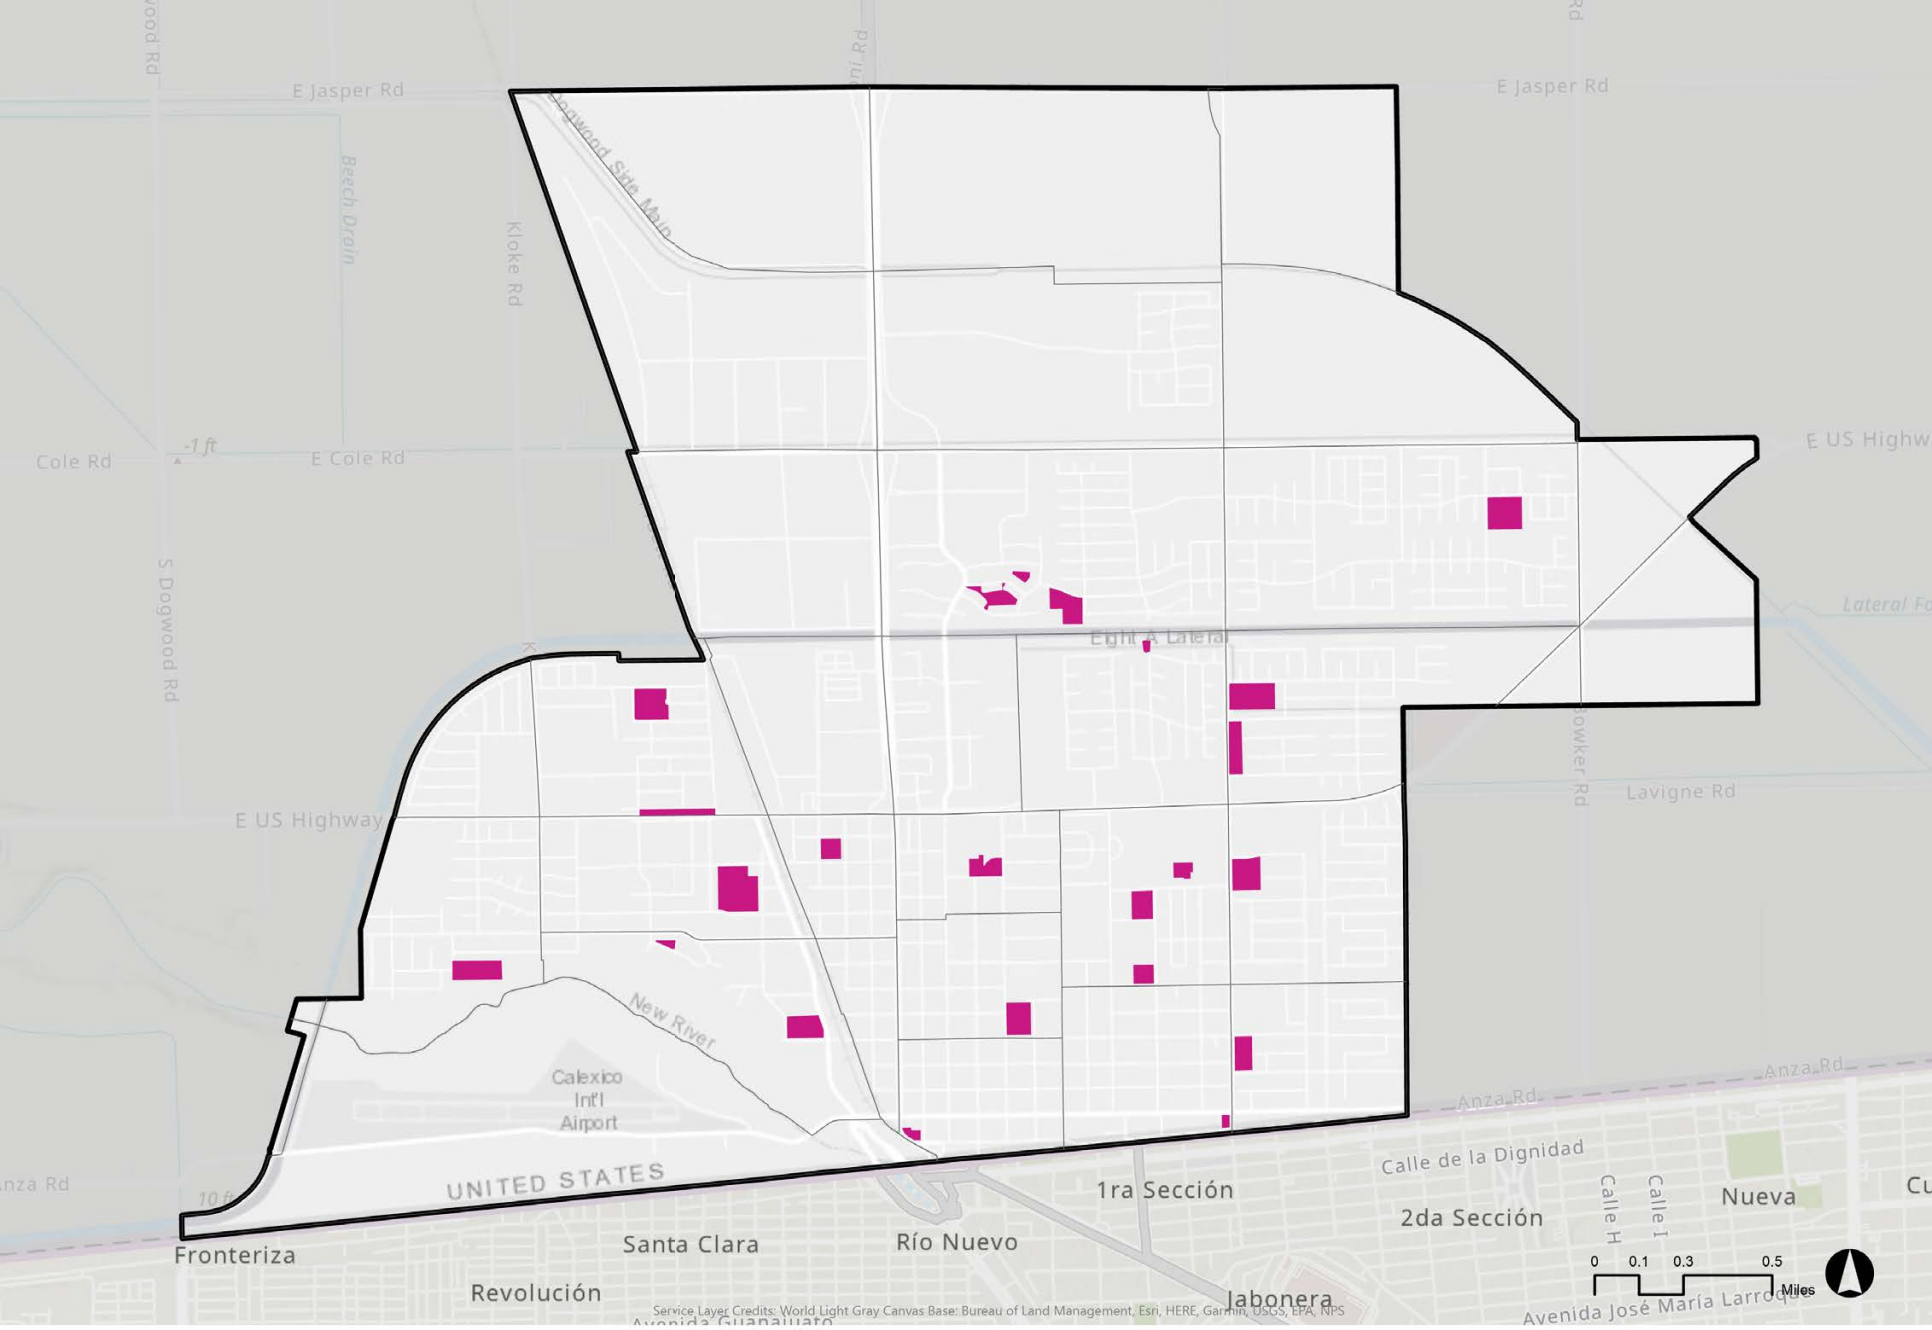 E Jasper Rd
E Jasper Rd
Dogwood Side Main
Beech Drain
Kloke Rd
-1 ft
Cole Rd
E Cole Rd
E US Highw
S Dogwood Rd
K
Eight A Lateral
Lateral Fo
E US Highway
Bowker Rd
Lavigne Rd
New River
Calexico
Int'l
Airport
Anza Rd
Anza Rd
nza Rd
10 ft
UNITED STATES
Calle de la Dignidad
1ra Sección
2da Sección
Calle H
Calle I
Nueva
Cu
Fronteriza
Santa Clara
Río Nuevo
Revolución
Jabonera
0 0.1 0.3 0.5
Miles
Avenida José María Larroque
Service Layer Credits: World Light Gray Canvas Base: Bureau of Land Management, Esri, HERE, Garmin, USGS, EPA, NPS
Avenida Guanajuato